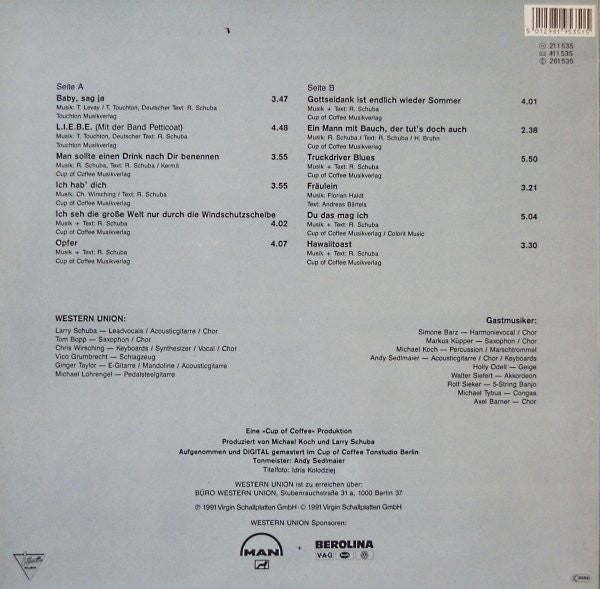 5 012981 153515
211 535
411 535
261 535
Seite A
Baby, sag ja 3.47
Musik: T. Levay / T. Touchton, Deutscher Text: R. Schuba
Touchton Musikverlag
L.I.E.B.E. (Mit der Band Petticoat) 4.48
Musik: T. Touchton, Deutscher Text: R. Schuba
Touchton Musikverlag
Man sollte einen Drink nach Dir benennen 3.55
Musik: R. Schuba, Text: R. Schuba / Kermit
Cup of Coffee Musikverlag
Ich hab' dich 3.55
Musik: Ch. Wirsching / Text: R. Schuba
Cup of Coffee Musikverlag
Ich seh die große Welt nur durch die Windschutzscheibe
Musik + Text: R. Schuba 4.02
Cup of Coffee Musikverlag
Opfer 4.07
Musik + Text: R. Schuba
Cup of Coffee Musikverlag
Seite B
Gottseidank ist endlich wieder Sommer 4.01
Musik + Text: R. Schuba
Cup of Coffee Musikverlag
Ein Mann mit Bauch, der tut's doch auch 2.38
Musik: R. Schuba / Text: R. Schuba / H. Bruhn
Cup of Coffee Musikverlag
Truckdriver Blues 5.50
Musik + Text: R. Schuba
Cup of Coffee Musikverlag
Fräulein 3.21
Musik: Florian Haidt
Text: Andreas Bärtels
Du das mag ich 5.04
Musik + Text: R. Schuba
Cup of Coffee Musikverlag / Colorit Music
Hawaiitoast 3.30
Musik + Text: R. Schuba
Cup of Coffee Musikverlag
WESTERN UNION:
Larry Schuba — Leadvocals / Acousticgitarre / Chor
Tom Bopp — Saxophon / Chor
Chris Wirsching — Keyboards / Synthesizer / Vocal / Chor
Vico Grumbrecht — Schlagzeug
Ginger Taylor — E-Gitarre / Mandoline / Acousticgitarre
Michael Lohrengel — Pedalsteelgitarre
Gastmusiker:
Simone Barz — Harmonievocal / Chor
Markus Küpper — Saxophon / Chor
Michael Koch — Percussion / Marschtrommel
Andy Sedlmaier — Acousticgitarre / Chor / Keyboards
Holly Odell — Geige
Walter Siefert — Akkordeon
Rolf Sieker — 5-String Banjo
Michael Tybus — Congas
Axel Barner — Chor
Eine »Cup of Coffee« Produktion
Produziert von Michael Koch und Larry Schuba
Aufgenommen und DIGITAL gemastert im Cup of Coffee Tonstudio Berlin
Tonmeister: Andy Sedlmaier
Titelfoto: Idris Kolodziej
WESTERN UNION ist zu erreichen über:
BÜRO WESTERN UNION, Stubenrauchstraße 31 a, 1000 Berlin 37
℗ 1991 Virgin Schallplatten GmbH · © 1991 Virgin Schallplatten GmbH
WESTERN UNION Sponsoren:
MAN + BEROLINA
VAG